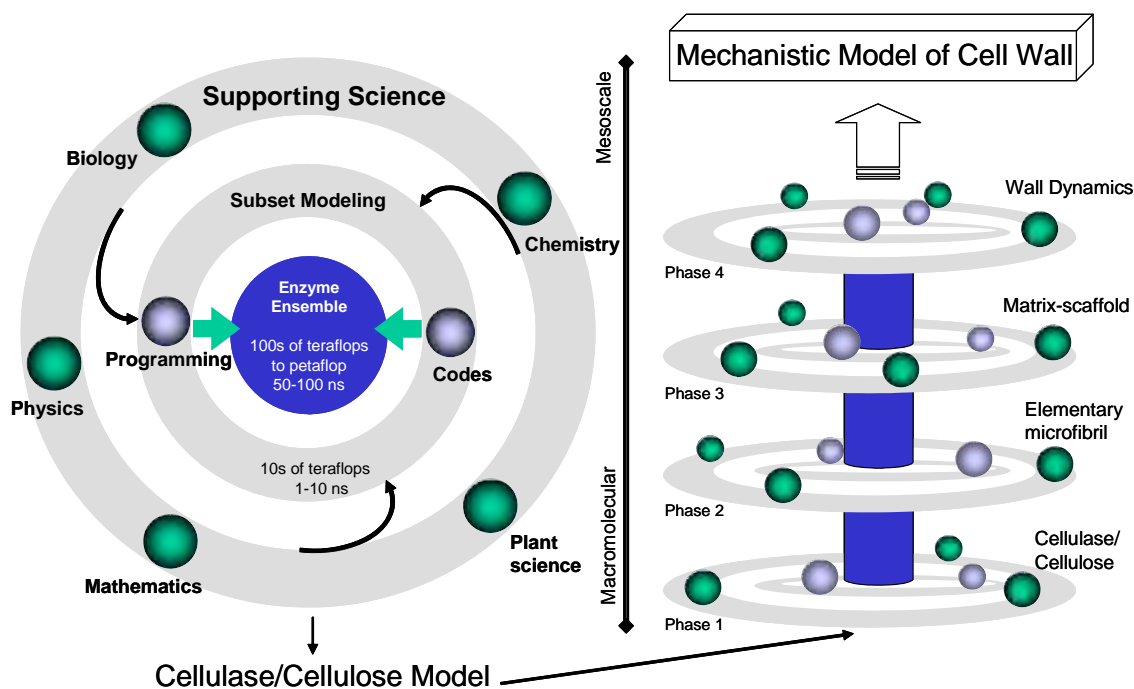 Supporting Science
Biology
Subset Modeling
Chemistry
Enzyme
Ensemble
100s of teraflops
to petaflop
50-100 ns
Programming
Codes
Physics
10s of teraflops
1-10 ns
Plant
science
Mathematics
Cellulase/Cellulose Model
Mesoscale
Macromolecular
Mechanistic Model of Cell Wall
Wall Dynamics
Phase 4
Matrix-scaffold
Phase 3
Elementary
microfibril
Phase 2
Cellulase/
Cellulose
Phase 1